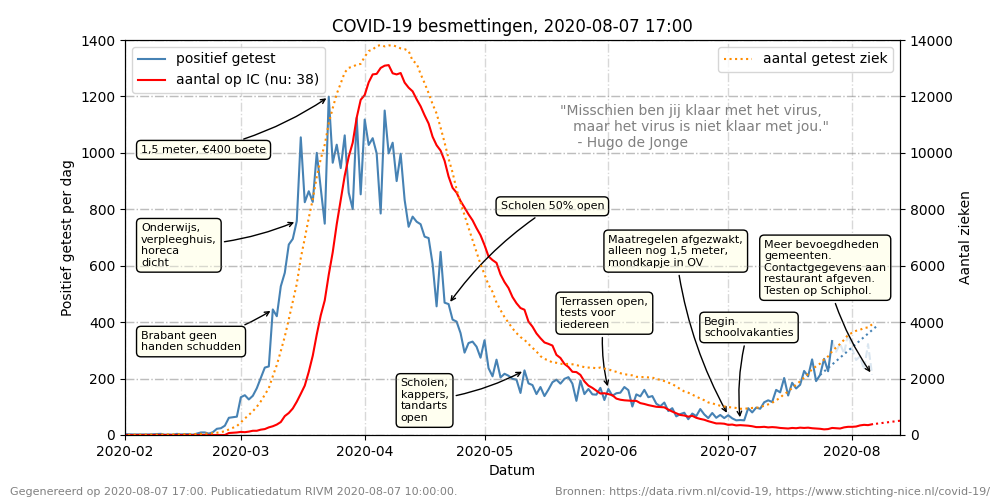 COVID-19 besmettingen, 2020-08-07 17:00
positief getest
aantal op IC (nu: 38)
aantal getest ziek
"Misschien ben jij klaar met het virus,
maar het virus is niet klaar met jou."
- Hugo de Jonge
1,5 meter, €400 boete
Onderwijs,
verpleeghuis,
horeca
dicht
Brabant geen
handen schudden
Scholen 50% open
Scholen,
kappers,
tandarts
open
Terrassen open,
tests voor
iedereen
Maatregelen afgezwakt,
alleen nog 1,5 meter,
mondkapje in OV
Begin
schoolvakanties
Meer bevoegdheden
gemeenten.
Contactgegevens aan
restaurant afgeven.
Testen op Schiphol.
Positief getest per dag
1400
1200
1000
800
600
400
200
0
Aantal zieken
14000
12000
10000
8000
6000
4000
2000
0
2020-02
2020-03
2020-04
2020-05
2020-06
2020-07
2020-08
Datum
Gegenereerd op 2020-08-07 17:00. Publicatiedatum RIVM 2020-08-07 10:00:00.
Bronnen: https://data.rivm.nl/covid-19, https://www.stichting-nice.nl/covid-19/